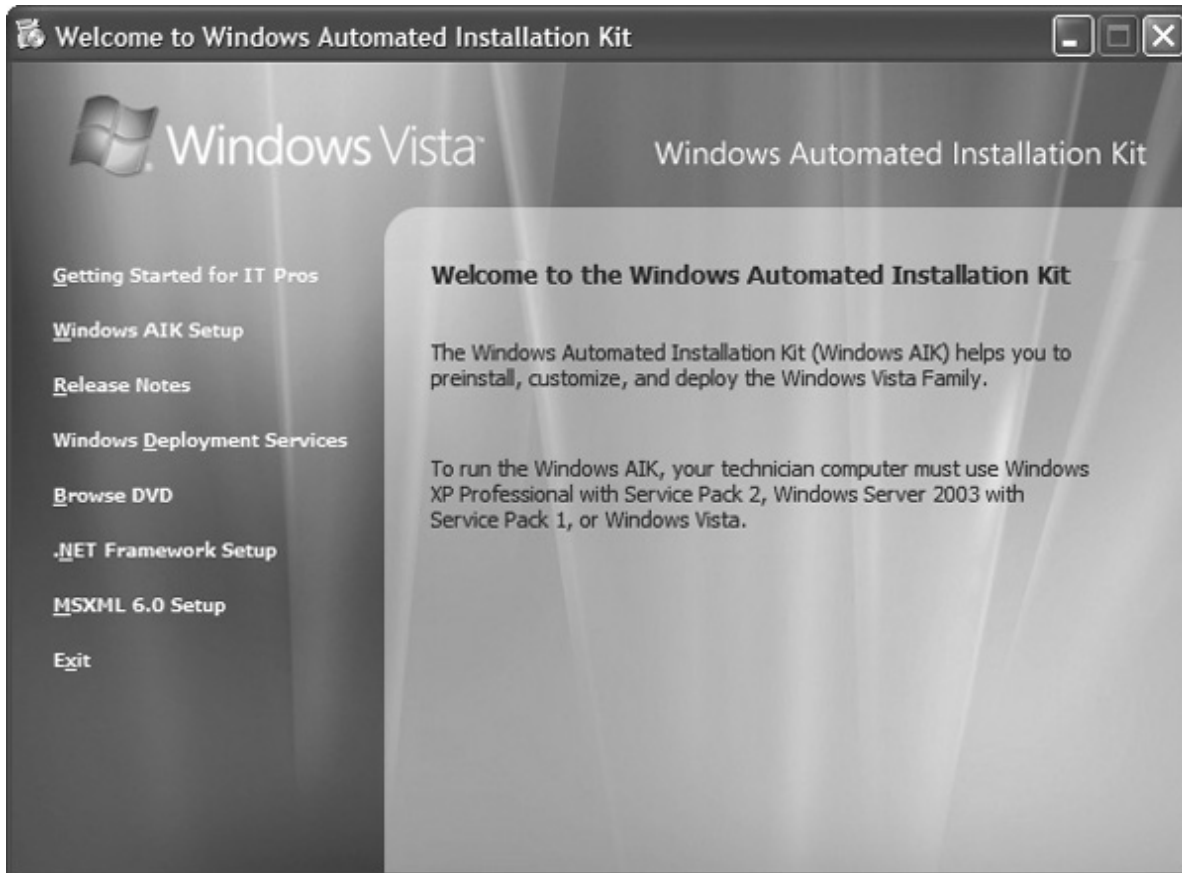 Welcome to Windows Automated Installation Kit
Windows Vista™
Windows Automated Installation Kit
Getting Started for IT Pros
Windows AIK Setup
Release Notes
Windows Deployment Services
Browse DVD
.NET Framework Setup
MSXML 6.0 Setup
Exit
Welcome to the Windows Automated Installation Kit
The Windows Automated Installation Kit (Windows AIK) helps you to
preinstall, customize, and deploy the Windows Vista Family.
To run the Windows AIK, your technician computer must use Windows
XP Professional with Service Pack 2, Windows Server 2003 with
Service Pack 1, or Windows Vista.